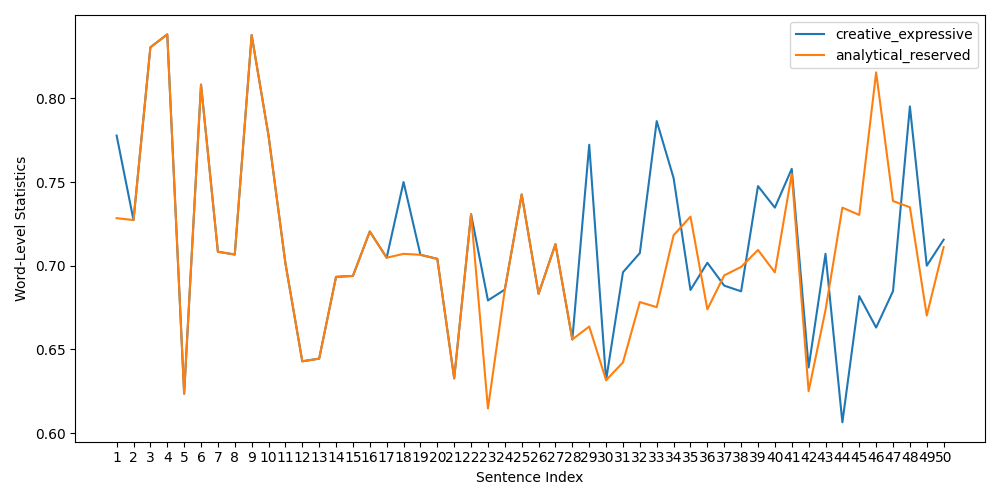 creative_expressive
analytical_reserved
0.80
0.75
0.70
0.65
0.60
Word-Level Statistics
1 2 3 4 5 6 7 8 9 10 11 12 13 14 15 16 17 18 19 20 21 22 23 24 25 26 27 28 29 30 31 32 33 34 35 36 37 38 39 40 41 42 43 44 45 46 47 48 49 50
Sentence Index